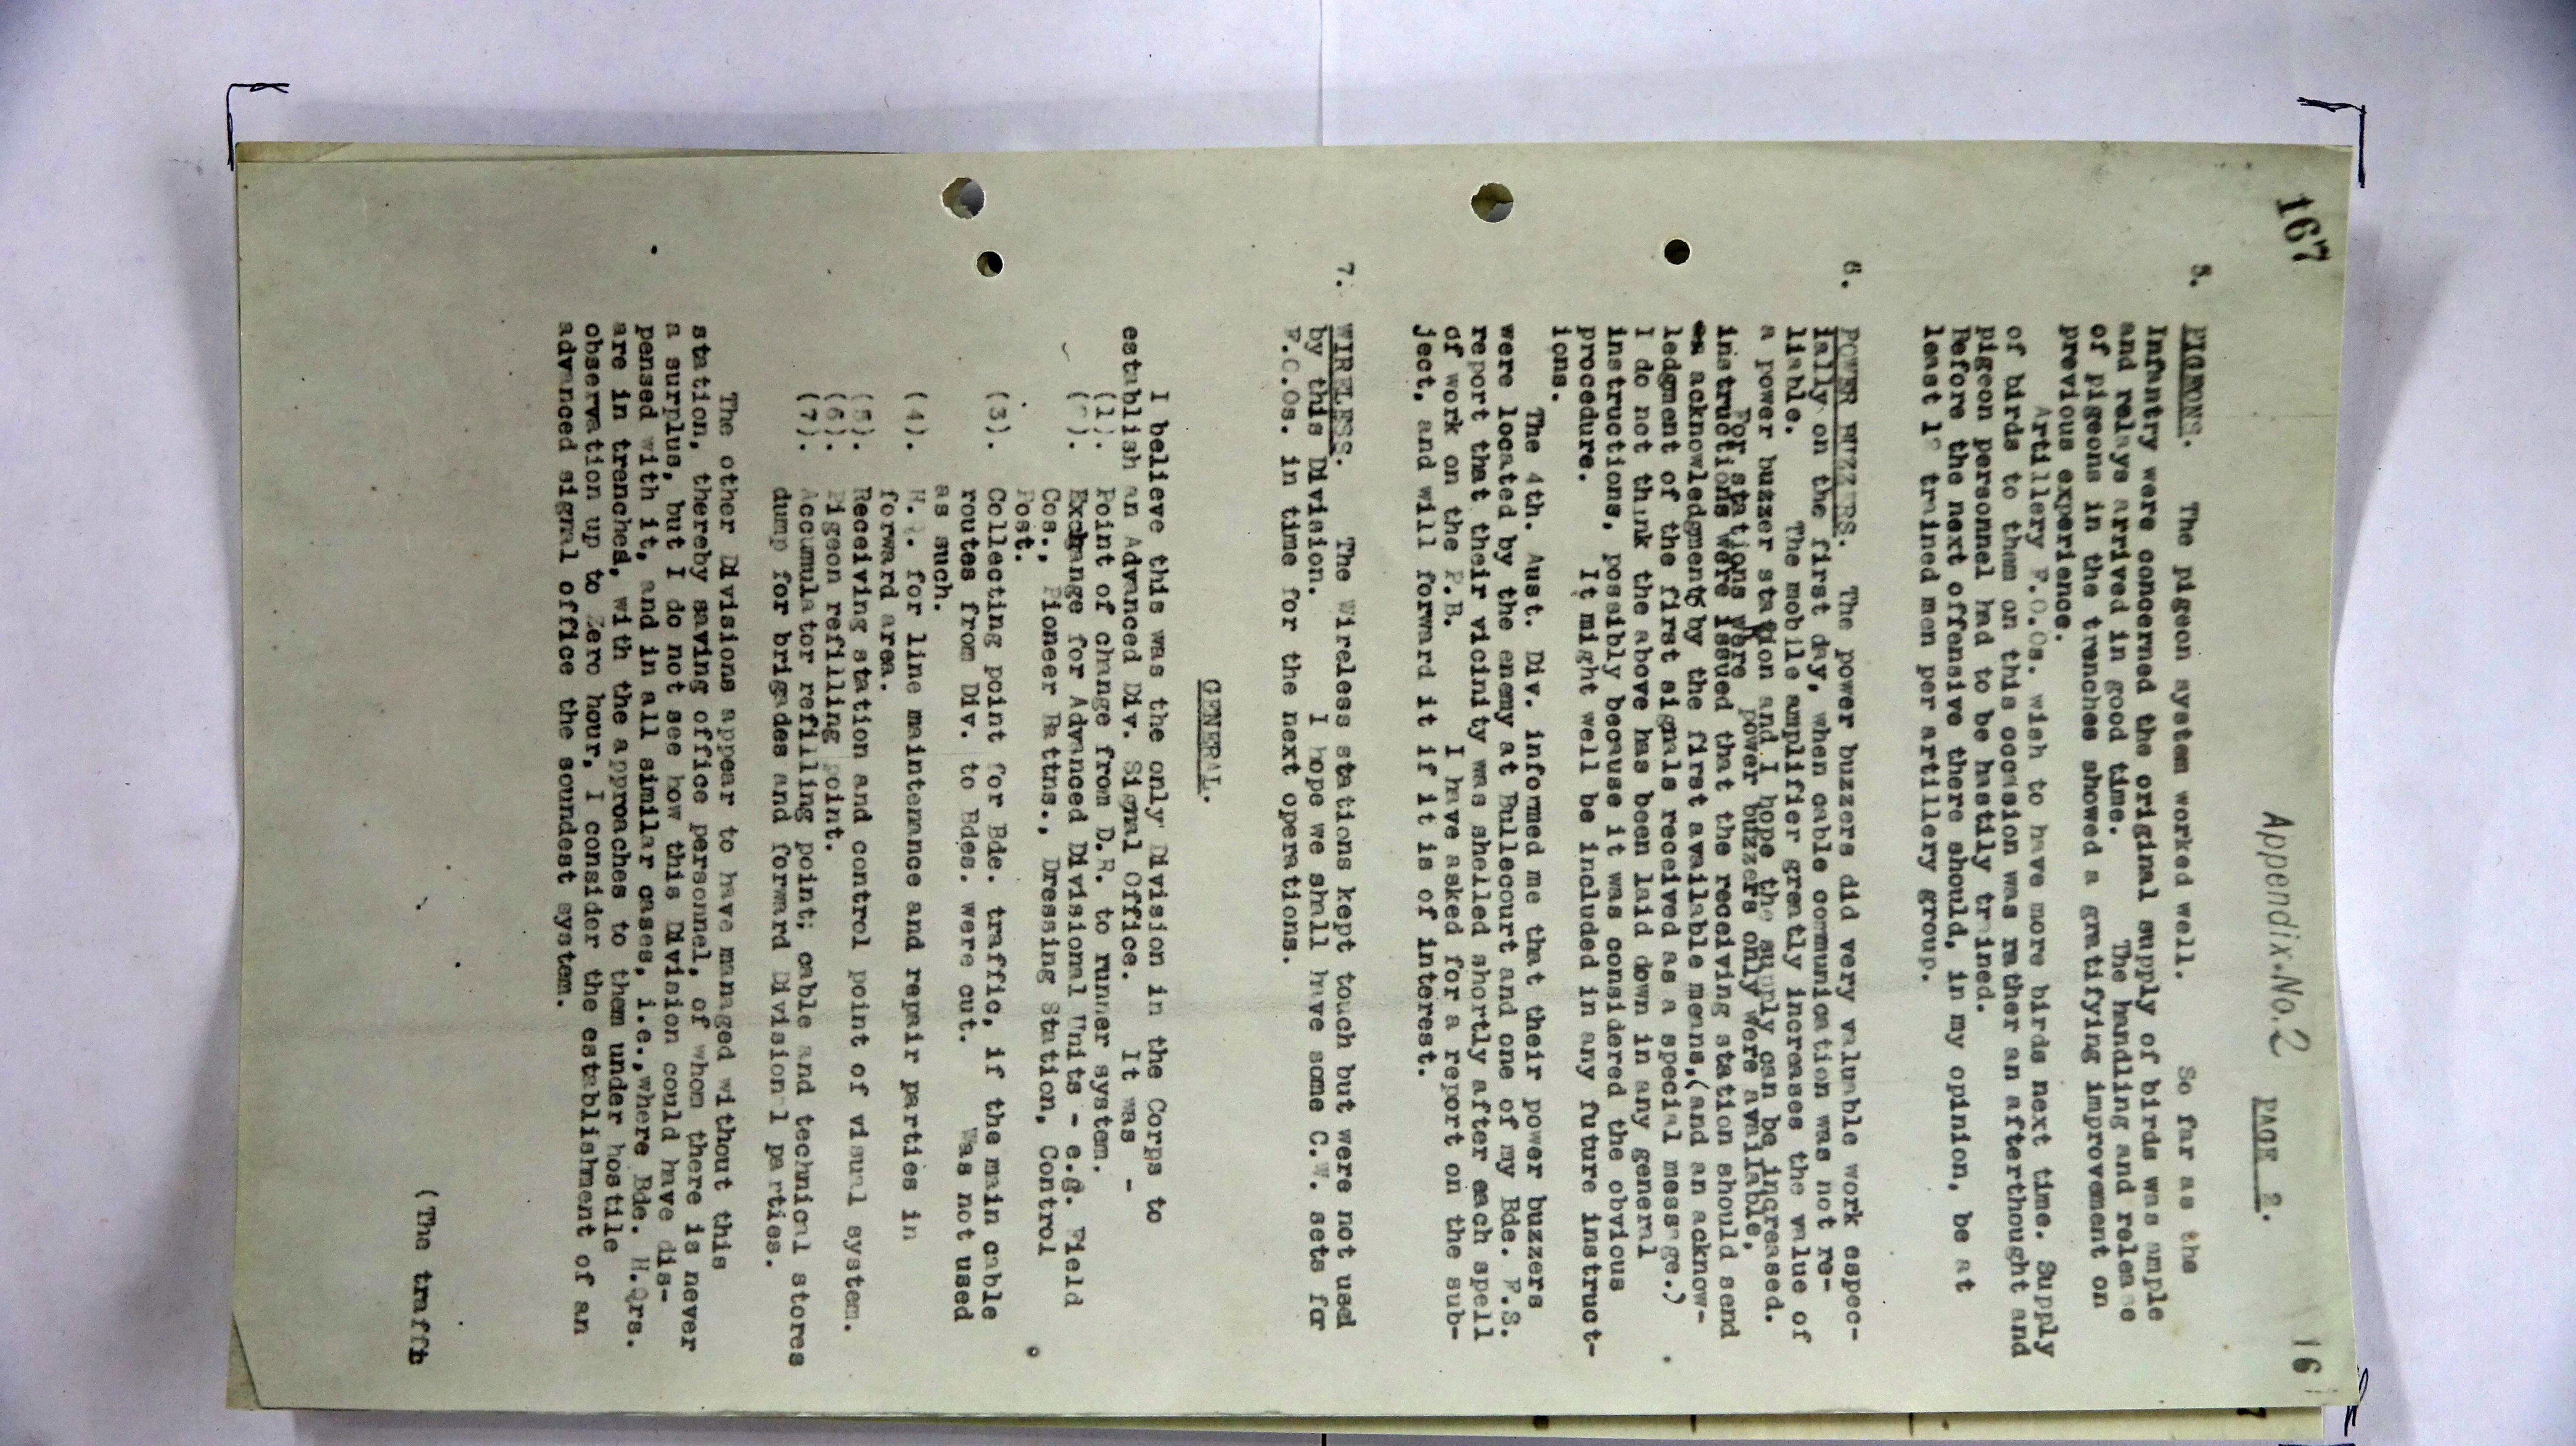 167
16
Appendix No. 2
PAGE 2.
5. PIGEONS. The pigeon system worked well. So far as the
Infantry were concerned the original supply of birds was ample
and relays arrived in good time. The handling and release
of pigeons in the trenches showed a gratifying improvement on
previous experience.
Artillery F.O.Os. wish to have more birds next time. Supply
of birds to them on this occasion was rather an afterthought and
pigeon personnel had to be hastily trained.
Before the next offensive there should, in my opinion, be at
least 12 trained men per artillery group.
6. POWER BUZZERS. The power buzzers did very valuable work espec-
ially on the first day, when cable communication was not re-
liable. The mobile amplifier greatly increases the value of
a power buzzer station and I hope the supply can be increased.
For stations where power buzzers only were available,
instructions were issued that the receiving station should send
acknowledgments by the first available means,(and an acknow-
ledgment of the first signals received as a special message.)
I do not think the above has been laid down in any general
instructions, possibly because it was considered the obvious
procedure. It might well be included in any future instruct-
ions.
The 4th. Aust. Div. informed me that their power buzzers
were located by the enemy at Bullecourt and one of my Bde. F.S.
report that their vicinity was shelled shortly after each spell
of work on the P.B. I have asked for a report on the sub-
ject, and will forward it if it is of interest.
7. WIRELESS. The wireless stations kept touch but were not used
by this Division. I hope we shall have some C.W. sets for
F.O.Os. in time for the next operations.
GENERAL.
I believe this was the only Division in the Corps to
establish an Advanced Div. Signal Office. It was -
(1). Point of change from D.R. to runner system.
(2). Exchange for Advanced Divisional Units - e.g. Field
Cos., Pioneer Battns., Dressing Station, Control
Post.
(3). Collecting point for Bde. traffic, if the main cable
routes from Div. to Bdes. were cut. Was not used
as such.
(4). H.Q. for line maintenance and repair parties in
forward area.
(5). Receiving station and control point of visual system.
(6). Pigeon refilling point.
(7). Accumulator refilling point; cable and technical stores
dump for brigades and forward Divisional parties.
The other Divisions appear to have managed without this
station, thereby saving office personnel, of whom there is never
a surplus, but I do not see how this Division could have dis-
pensed with it, and in all similar cases, i.e.,where Bde. H.Qrs.
are in trenched, with the approaches to them under hostile
observation up to Zero hour, I consider the establishment of an
advanced signal office the soundest system.
(The traffic